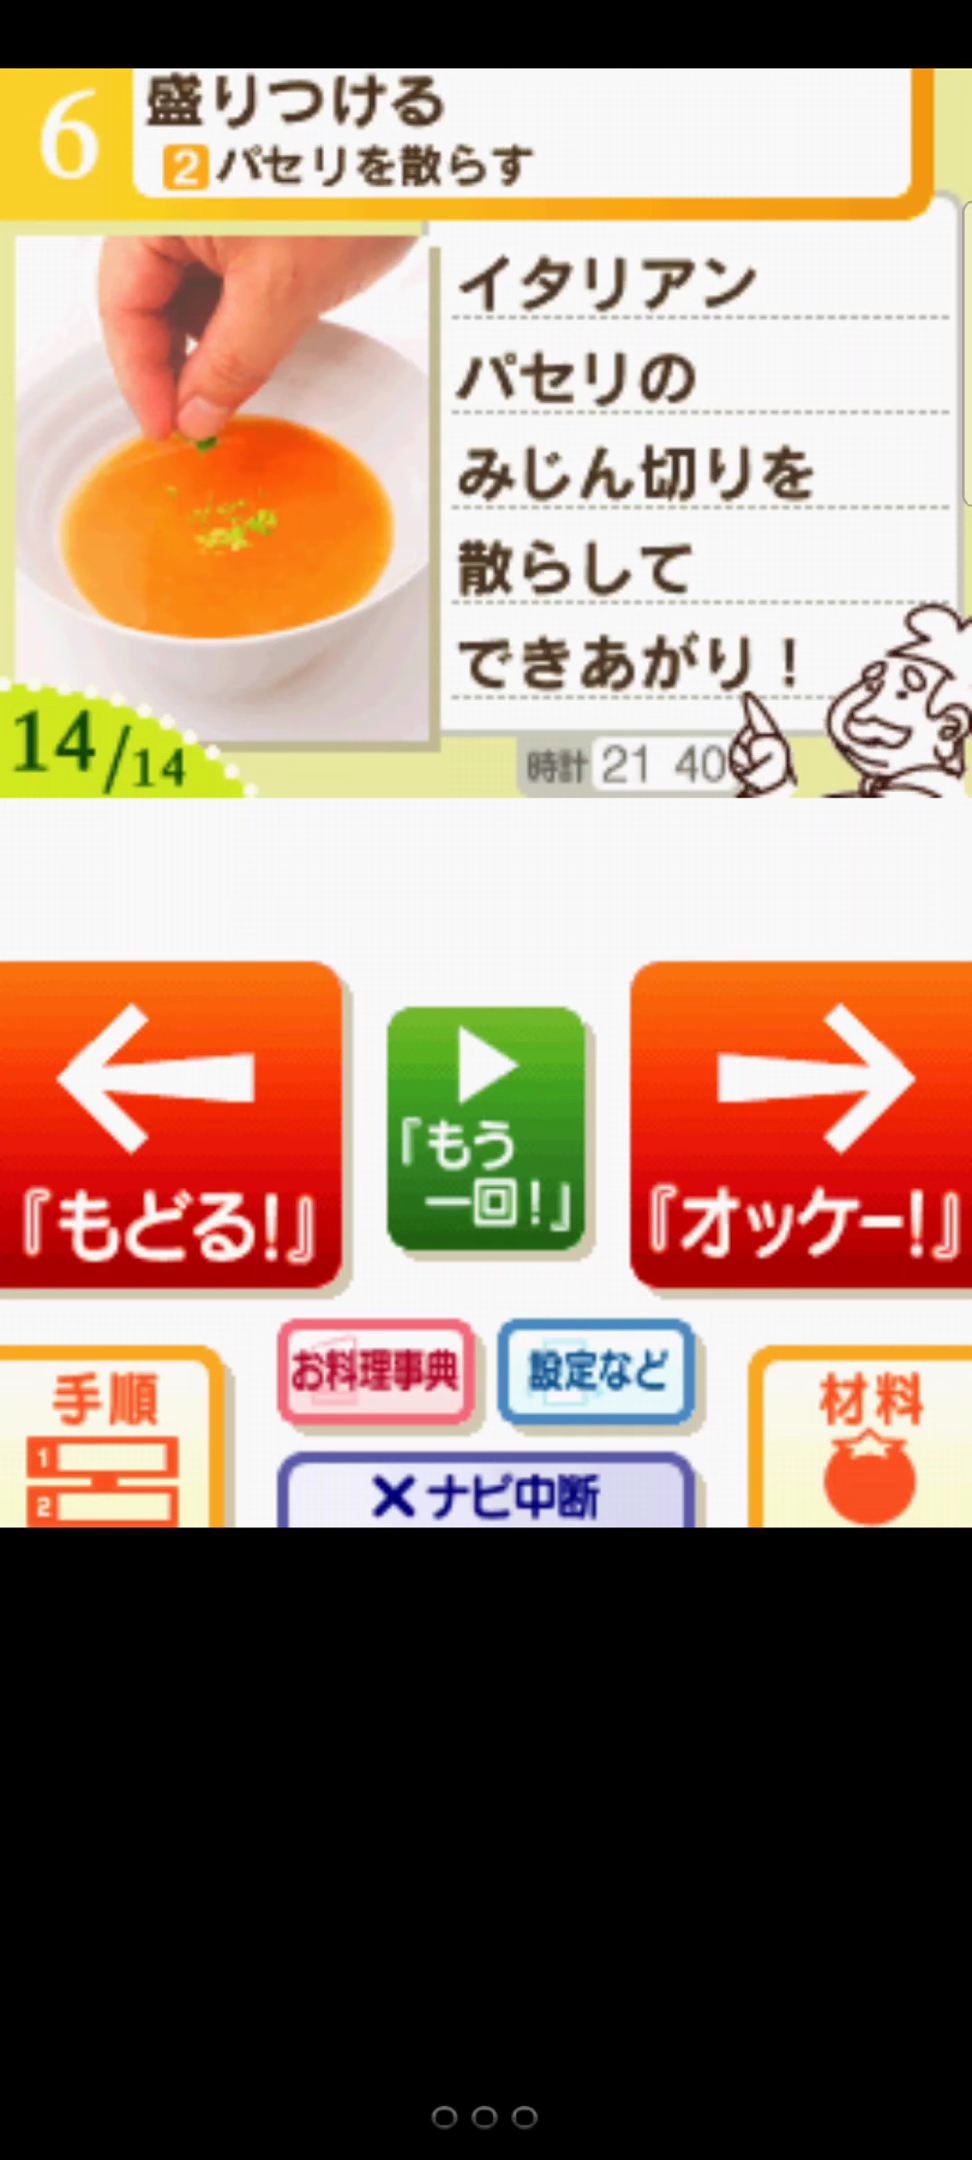 6
盛りつける
2 パセリを散らす
イタリアン
パセリの
みじん切りを
散らして
できあがり！
14/14
時計 21 40
『もどる!』
『もう
一回!』
『オッケー!』
お料理事典
設定など
手順
1
2
材料
×ナビ中断